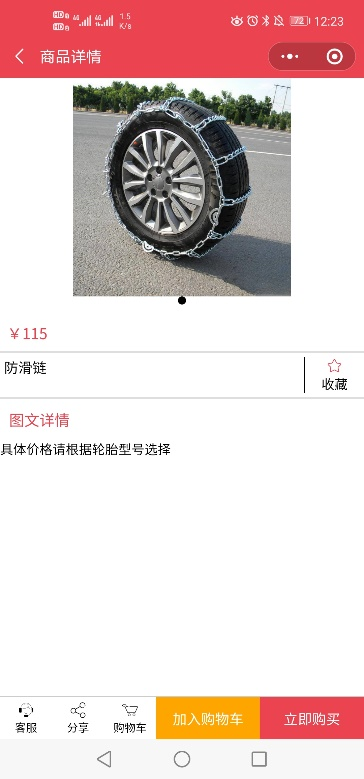 1.5
K/s
72
12:23
商品详情
￥115
防滑链
收藏
图文详情
具体价格请根据轮胎型号选择
客服
分享
购物车
加入购物车
立即购买